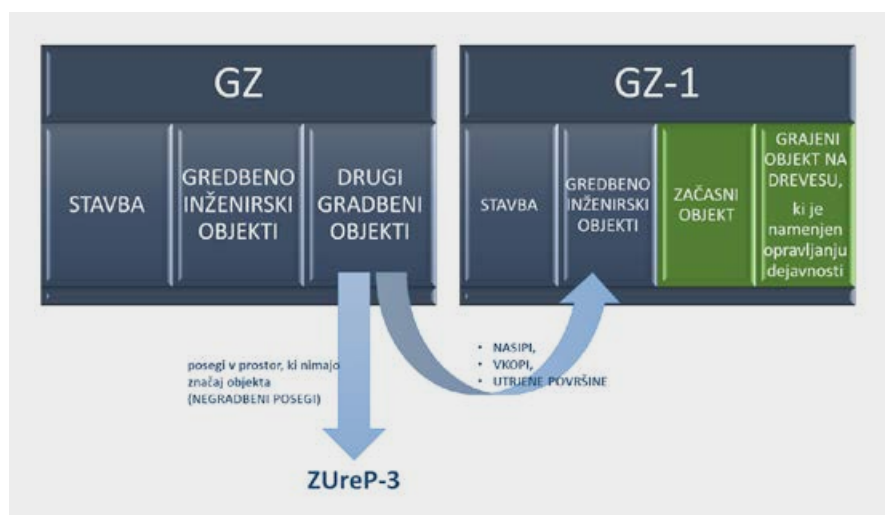 GZ
STAVBA
GREDBENO
INŽENIRSKI
OBJEKTI
DRUGI
GRADBENI
OBJEKTI
GZ-1
STAVBA
GREDBENO
INŽENIRSKI
OBJEKTI
ZAČASNI
OBJEKT
GRAJENI
OBJEKT NA
DREVESU,
ki je
namenjen
opravljanju
dejavnosti
posegi v prostor, ki nimajo
značaj objekta
(NEGRADBENI POSEGI)
• NASIPI,
• VKOPI,
• UTRJENE POVRŠINE
ZUreP-3